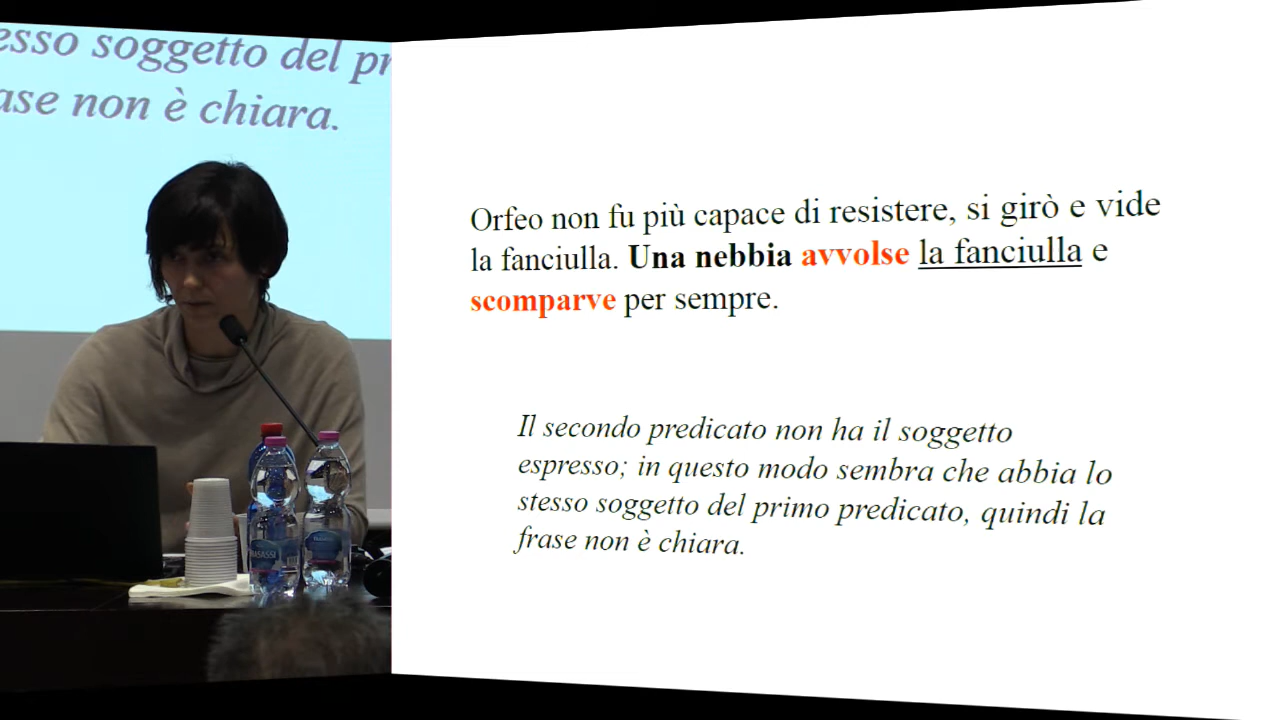 esso soggetto del pr
ase non è chiara.
Orfeo non fu più capace di resistere, si girò e vide
la fanciulla. Una nebbia avvolse la fanciulla e
scomparve per sempre.
Il secondo predicato non ha il soggetto
espresso; in questo modo sembra che abbia lo
stesso soggetto del primo predicato, quindi la
frase non è chiara.